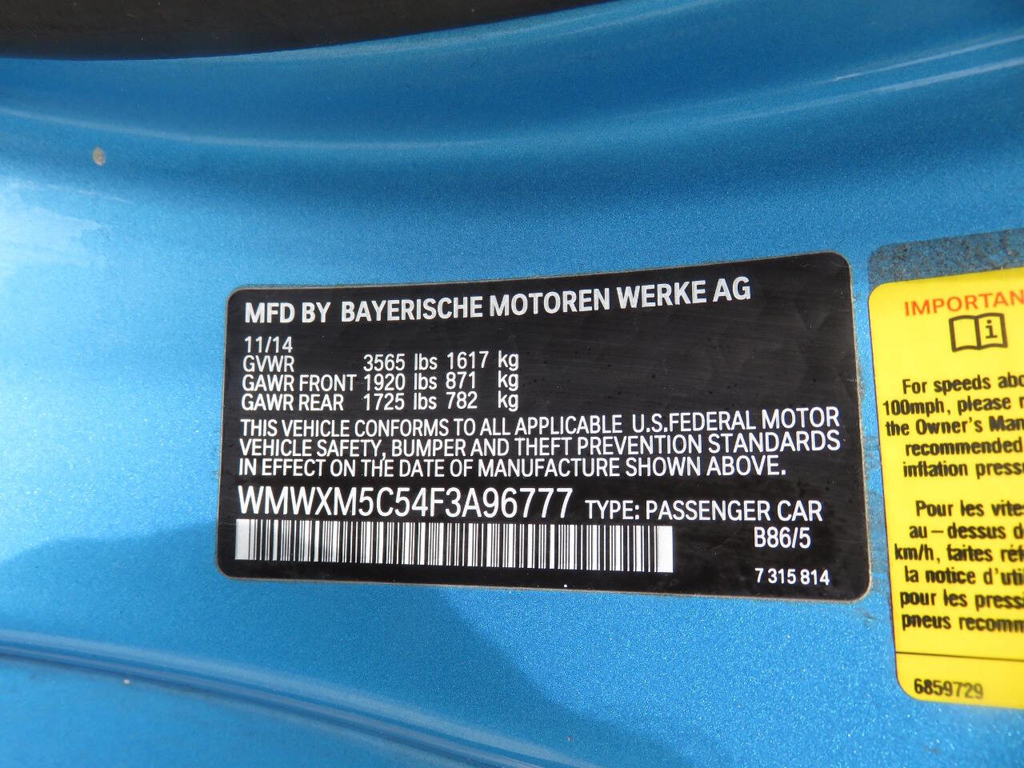 MFD BY BAYERISCHE MOTOREN WERKE AG
11/14
GVWR 3565 lbs 1617 kg
GAWR FRONT 1920 lbs 871 kg
GAWR REAR 1725 lbs 782 kg
THIS VEHICLE CONFORMS TO ALL APPLICABLE U.S.FEDERAL MOTOR
VEHICLE SAFETY, BUMPER AND THEFT PREVENTION STANDARDS
IN EFFECT ON THE DATE OF MANUFACTURE SHOWN ABOVE.
WMWXM5C54F3A96777 TYPE: PASSENGER CAR
B86/5
7 315 814
IMPORTAN
i
For speeds abo
100mph, please
the Owner's Man
recommended
inflation press
Pour les vites
au – dessus d
km/h, faites réf
la notice d'uti
pour les press
pneus recomm
6859729